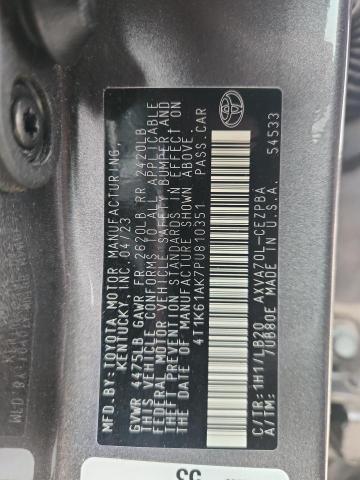 MFD.BY:TOYOTA MOTOR MANUFACTURING,
KENTUCKY, INC. 04/23
GVWR 4475LB GAWR FR 2620LB RR 2420LB
THIS VEHICLE CONFORMS TO ALL APPLICABLE
FEDERAL MOTOR VEHICLE SAFETY, BUMPER, AND
THEFT PREVENTION STANDARDS IN EFFECT ON
THE DATE OF MANUFACTURE SHOWN ABOVE.
4T1K61AK7PU810351 PASS.CAR
C/TR:1H1/LB20 AXVA70L-CEZPBA
A/TM: 7UB80E MADE IN U.S.A.
54533